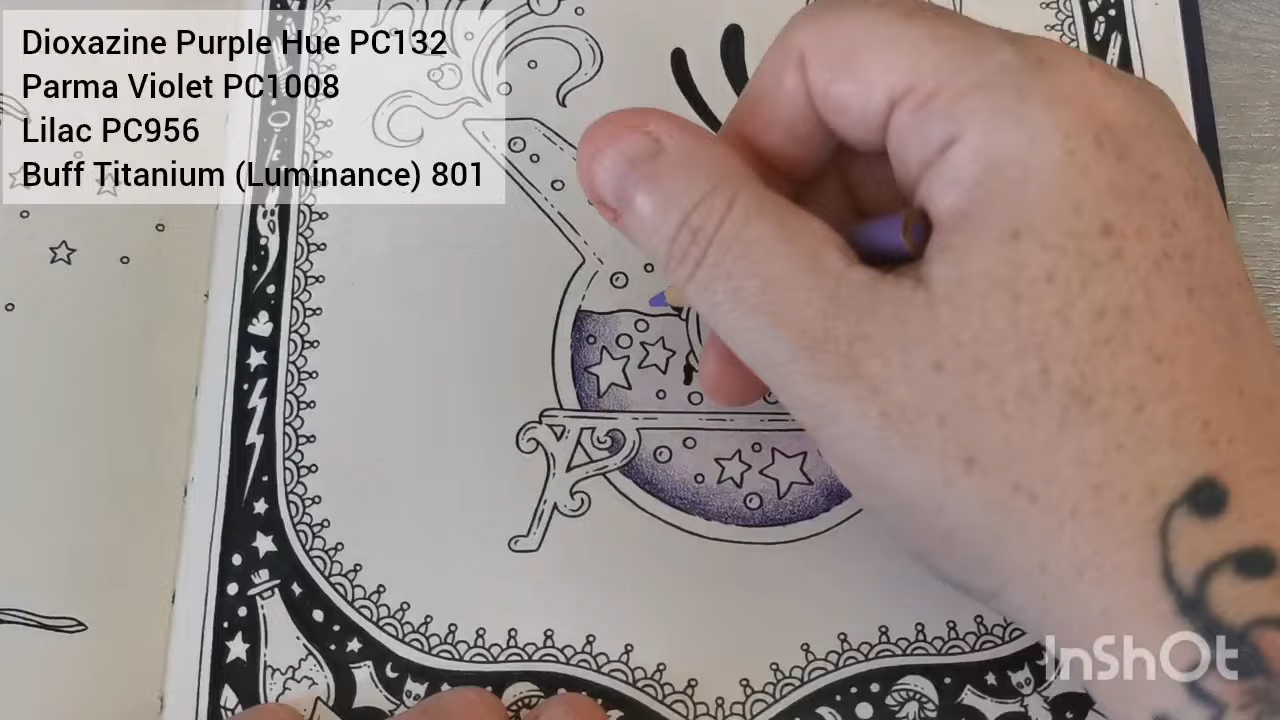 Dioxazine Purple Hue PC132
Parma Violet PC1008
Lilac PC956
Buff Titanium (Luminance) 801
InShOt